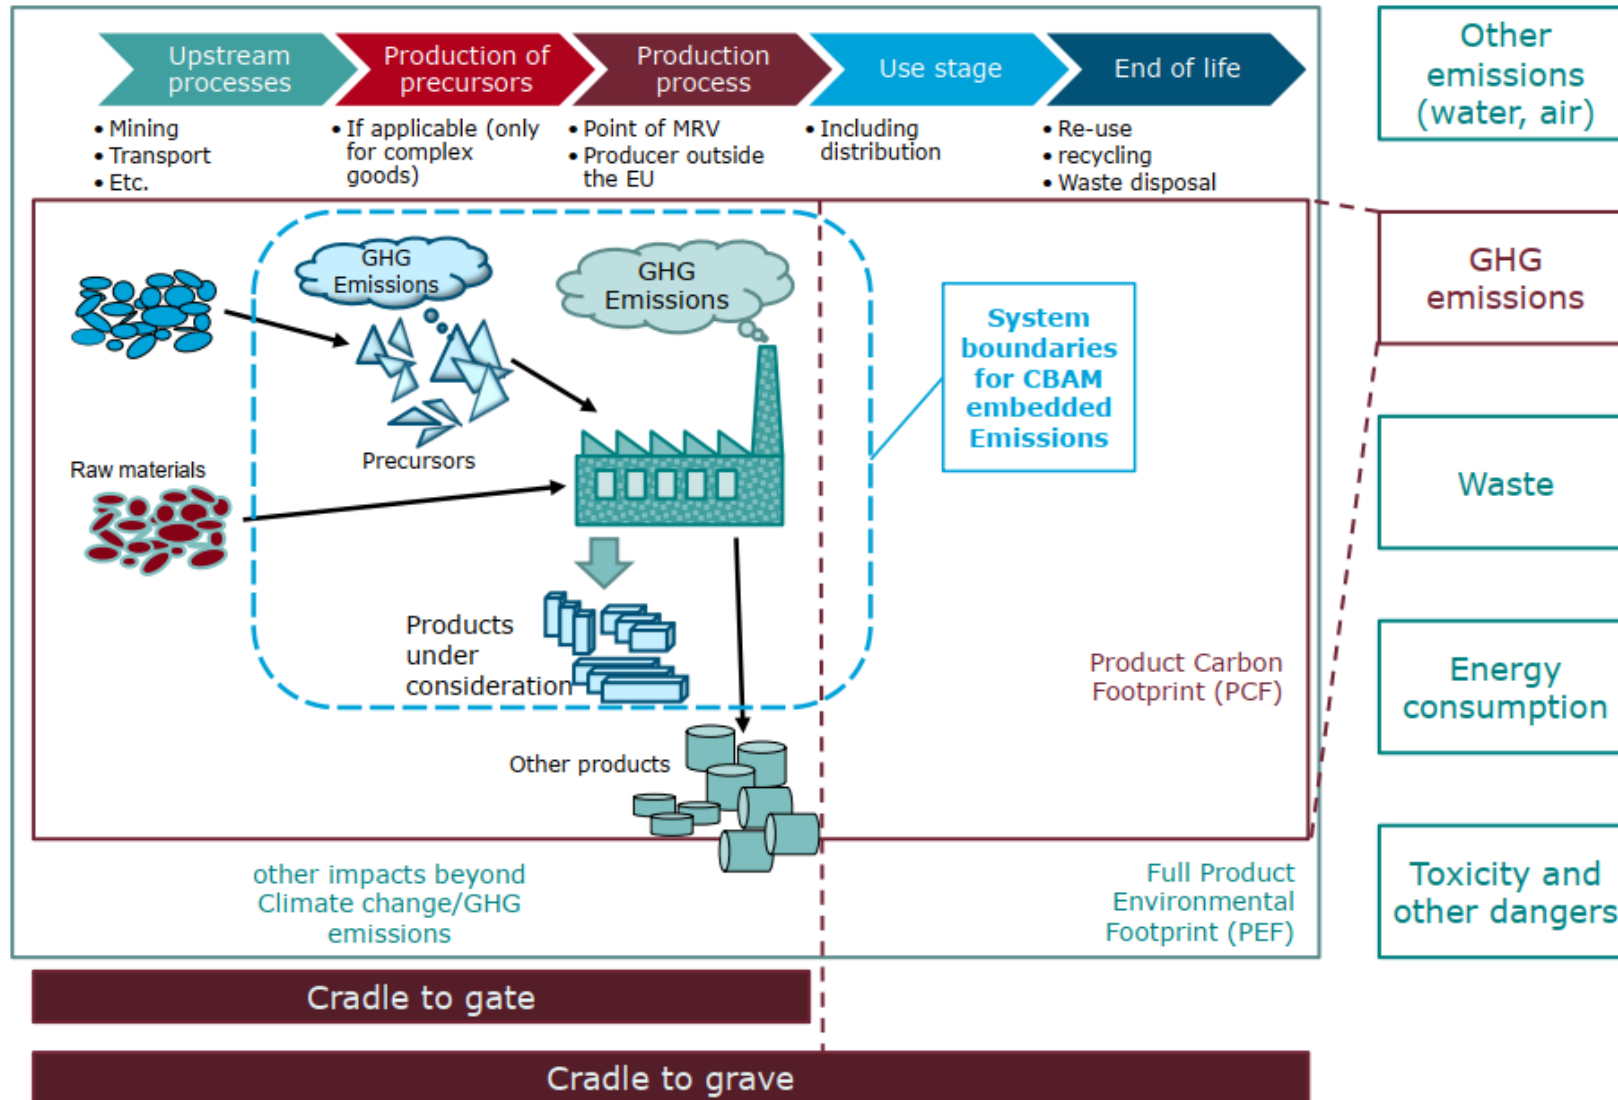 Upstream
processes
Production of
precursors
Production
process
Use stage
End of life
• Mining
• Transport
• Etc.
• If applicable (only
for complex
goods)
• Point of MRV
• Producer outside
the EU
• Including
distribution
• Re-use
• recycling
• Waste disposal
GHG
Emissions
GHG
Emissions
System
boundaries
for CBAM
embedded
Emissions
Precursors
Raw materials
Products
under
consideration
Other products
Product Carbon
Footprint (PCF)
other impacts beyond
Climate change/GHG
emissions
Full Product
Environmental
Footprint (PEF)
Cradle to gate
Cradle to grave
Other
emissions
(water, air)
GHG
emissions
Waste
Energy
consumption
Toxicity and
other dangers